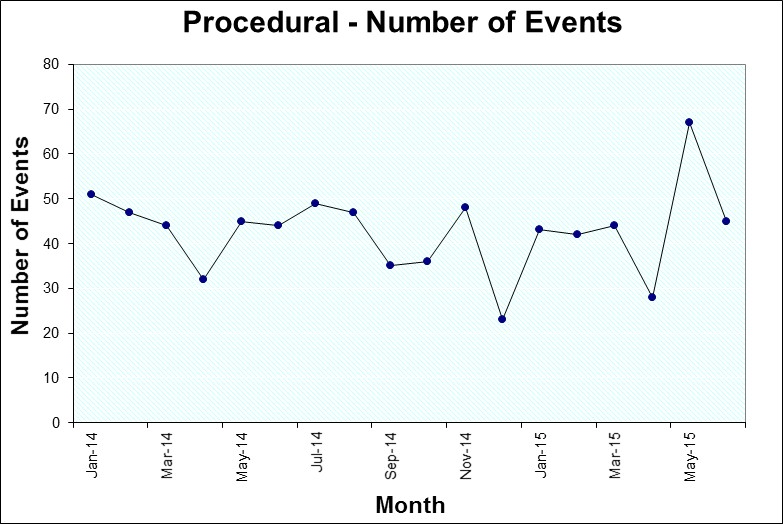 Procedural - Number of Events
Number of Events
80
70
60
50
40
30
20
10
0
Jan-14
Mar-14
May-14
Jul-14
Sep-14
Nov-14
Jan-15
Mar-15
May-15
Month